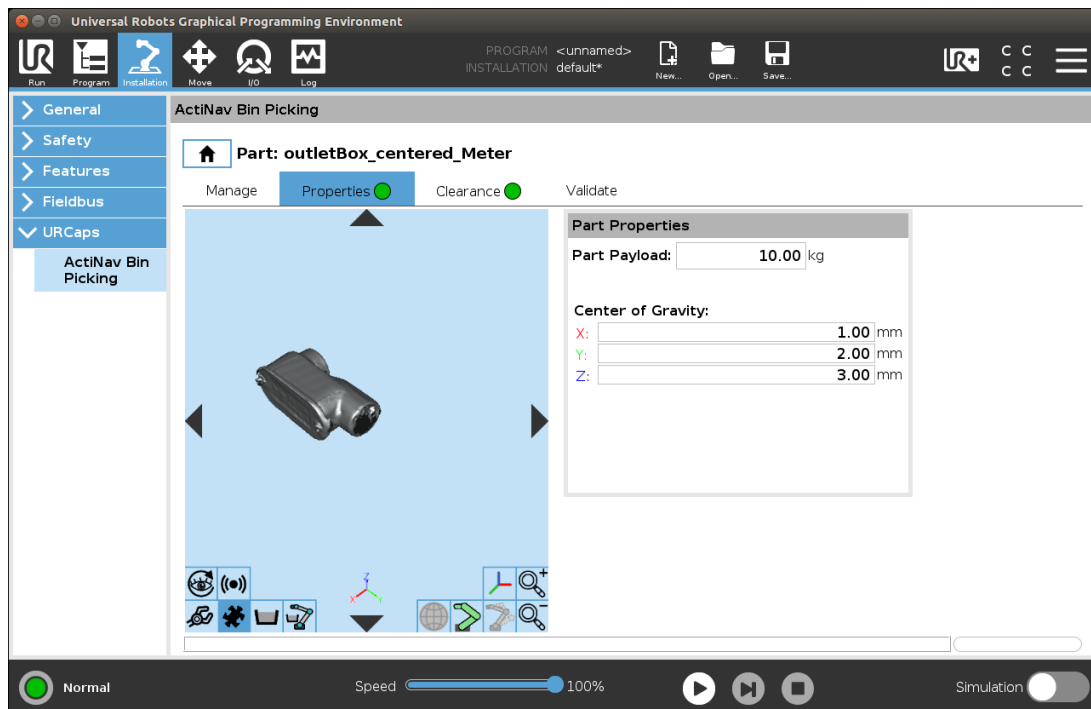 Universal Robots Graphical Programming Environment
UR
Run
Program
Installation
Move
I/O
Log
PROGRAM <unnamed>
INSTALLATION default*
New...
Open...
Save...
UR+
C C
C C
General
Safety
Features
Fieldbus
URCaps
ActiNav Bin
Picking
ActiNav Bin Picking
Part: outletBox_centered_Meter
Manage
Properties
Clearance
Validate
Part Properties
Part Payload: 10.00 kg
Center of Gravity:
X: 1.00 mm
Y: 2.00 mm
Z: 3.00 mm
Z
X Y
Normal
Speed 100%
Simulation